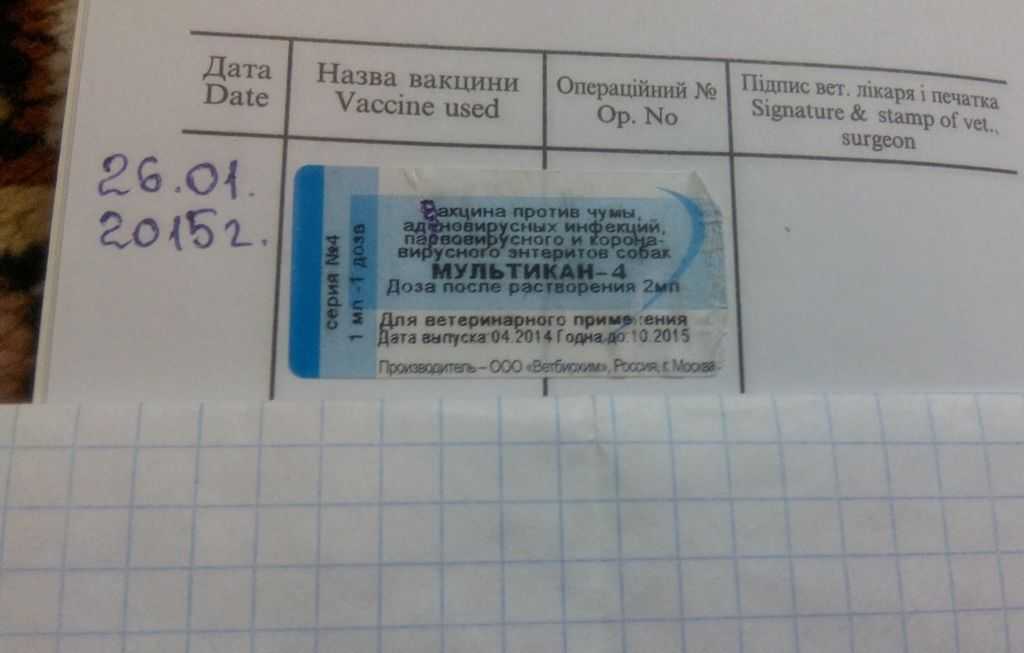 Дата
Date
Назва вакцини
Vaccine used
Операційний №
Op. No
Підпис вет. лікаря і печатка
Signature & stamp of vet.,
surgeon
26.01.
2015г.
серия №4
1 мл -1 доза
Вакцина против чумы,
аденовирусных инфекций,
парвовирусного и корона-
вирусного энтеритов собак
МУЛЬТИКАН-4
Доза после растворения 2мл
Для ветеринарного применения
Дата выпуска:04.2014 Годна до:10.2015
Производитель – ООО «Ветбиохим», Россия, г. Москва